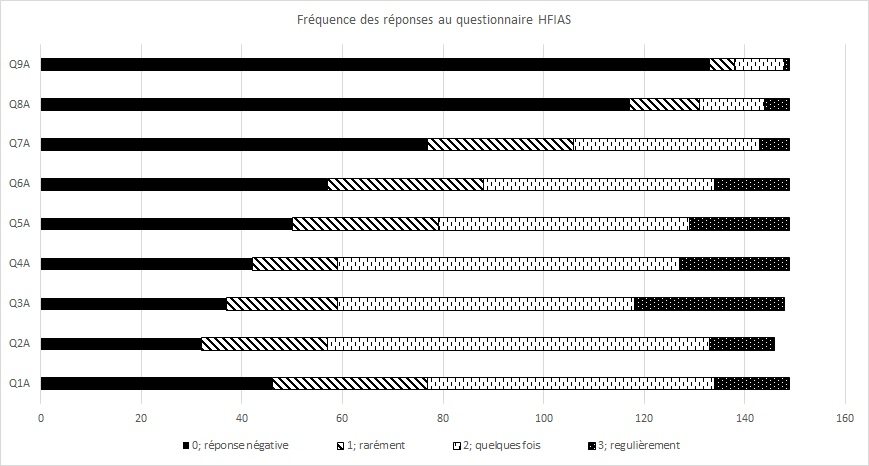 Fréquence des réponses au questionnaire HFIAS
Q9A
Q8A
Q7A
Q6A
Q5A
Q4A
Q3A
Q2A
Q1A
0 20 40 60 80 100 120 140 160
0; réponse négative 1; rarément 2; quelques fois 3; regulièrement